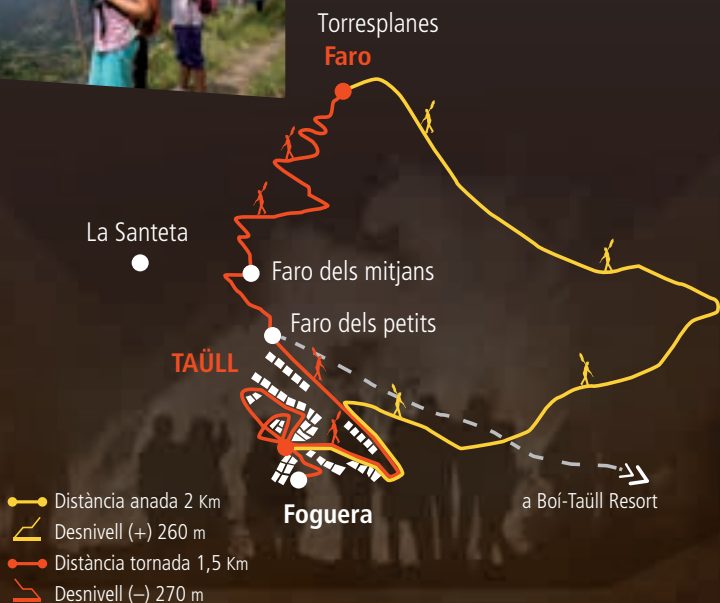 Torresplanes
Faro
La Santeta
Faro dels mitjans
Faro dels petits
TAÜLL
Foguera
a Boí-Taüll Resort
Distància anada 2 Km
Desnivell (+) 260 m
Distància tornada 1,5 Km
Desnivell (–) 270 m